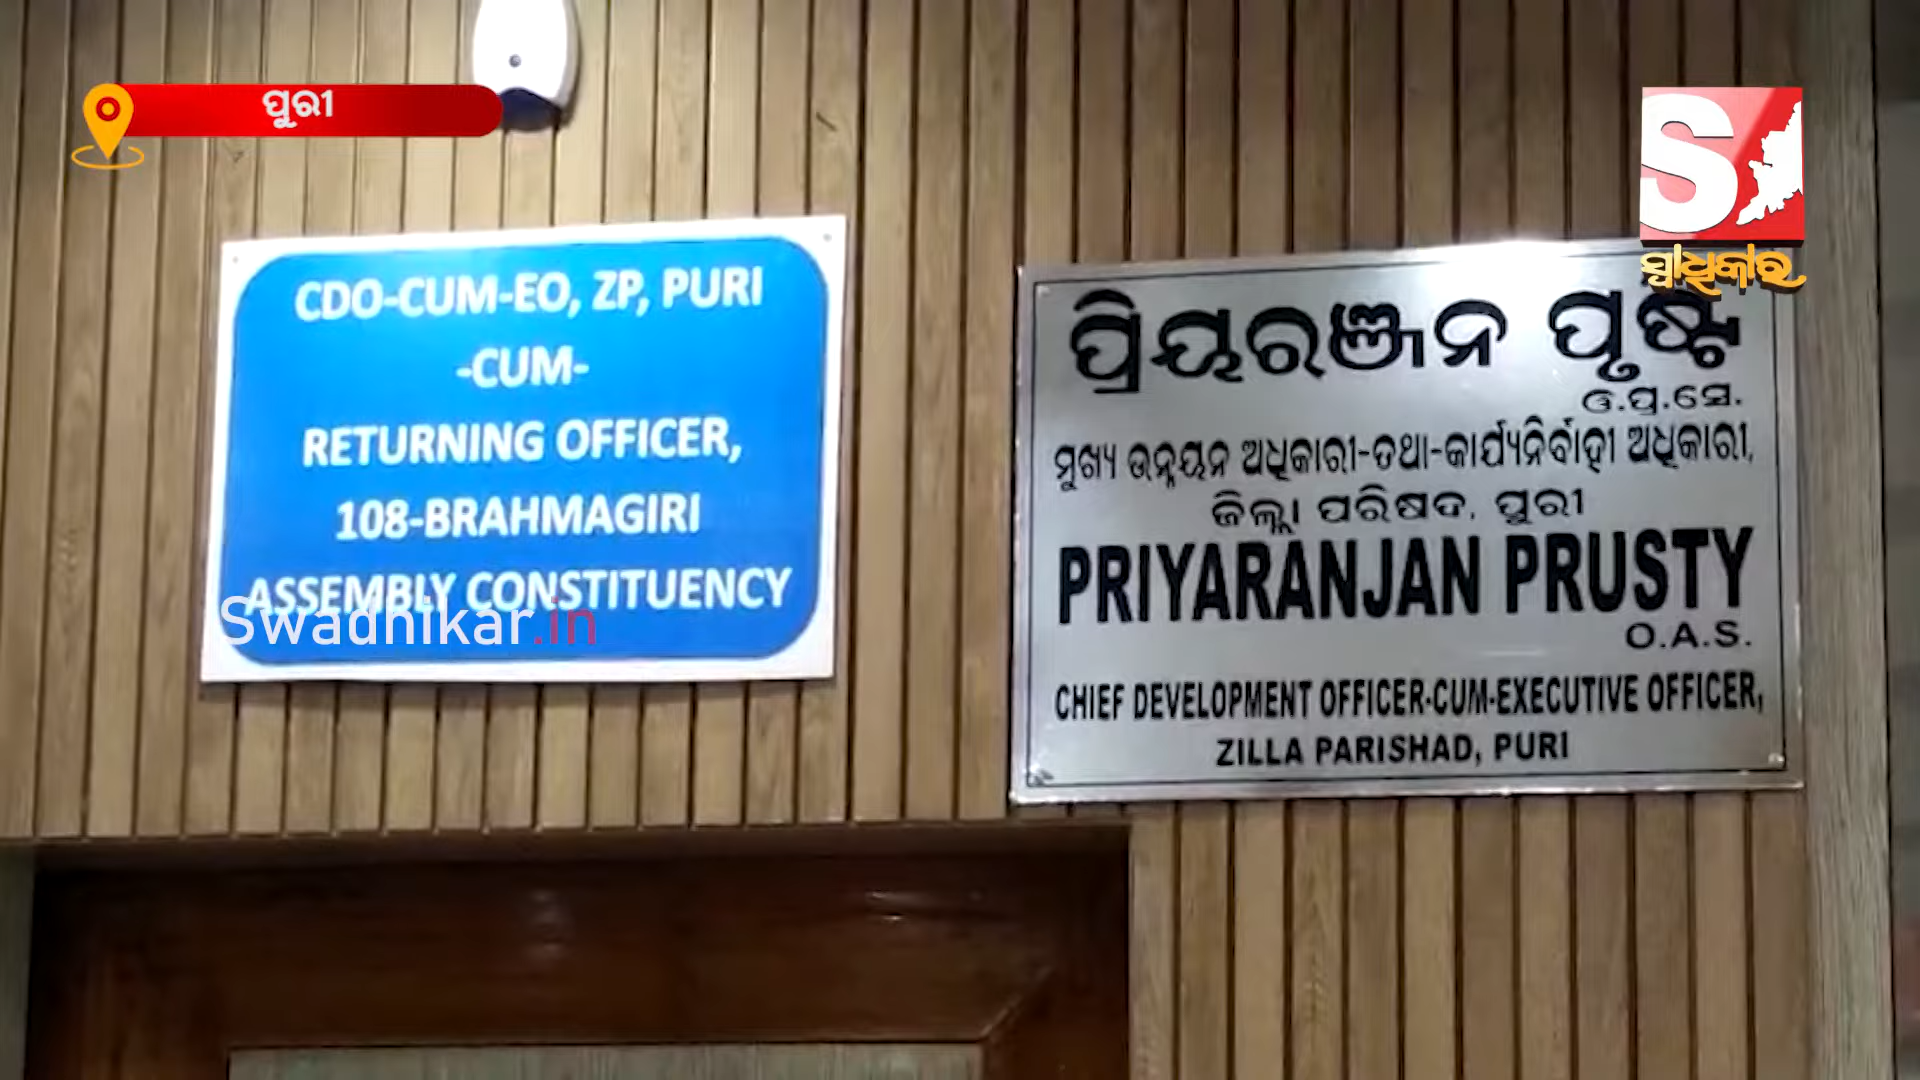 ପୁରୀ
S
ସ୍ୱାଧିକାର
CDO-CUM-EO, ZP, PURI
-CUM-
RETURNING OFFICER,
108-BRAHMAGIRI
ASSEMBLY CONSTITUENCY
Swadhikar.in
ପ୍ରିୟରଞ୍ଜନ ପୃଷ୍ଟି
ଓ.ପ୍ର.ସେ.
ମୁଖ୍ୟ ଉନ୍ନୟନ ଅଧିକାରୀ-ତଥା-କାର୍ଯ୍ୟନିର୍ବାହୀ ଅଧିକାରୀ,
ଜିଲ୍ଲା ପରିଷଦ, ପୁରୀ
PRIYARANJAN PRUSTY
O.A.S.
CHIEF DEVELOPMENT OFFICER-CUM-EXECUTIVE OFFICER,
ZILLA PARISHAD, PURI